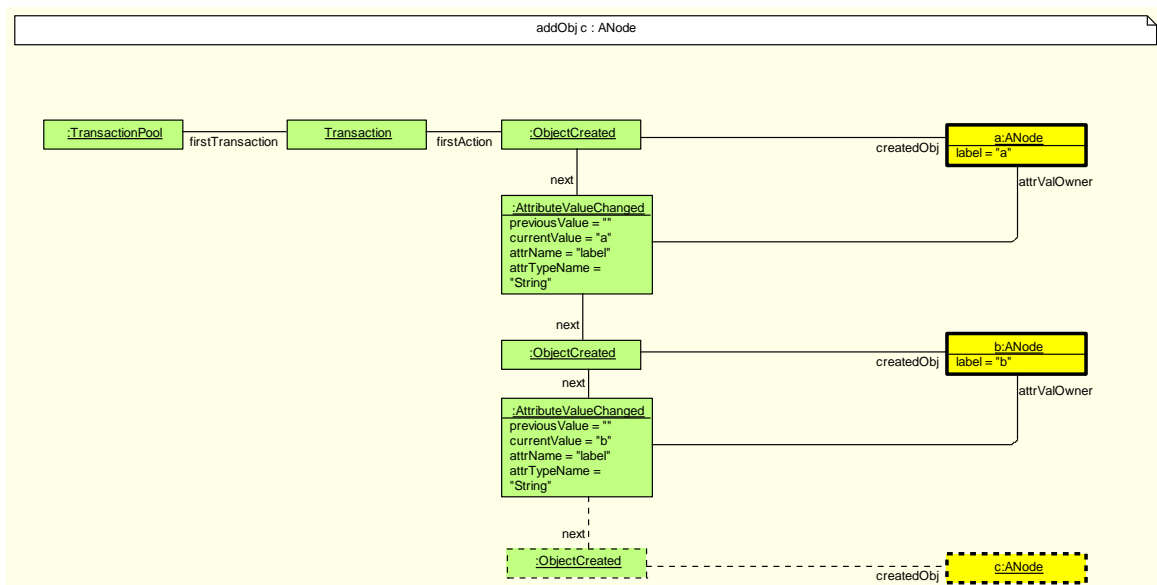 addObj c : ANode
:TransactionPool
firstTransaction
Transaction
firstAction
:ObjectCreated
createdObj
a:ANode
label = "a"
attrValOwner
next
:AttributeValueChanged
previousValue = ""
currentValue = "a"
attrName = "label"
attrTypeName =
"String"
next
:ObjectCreated
createdObj
b:ANode
label = "b"
attrValOwner
next
:AttributeValueChanged
previousValue = ""
currentValue = "b"
attrName = "label"
attrTypeName =
"String"
next
:ObjectCreated
createdObj
c:ANode